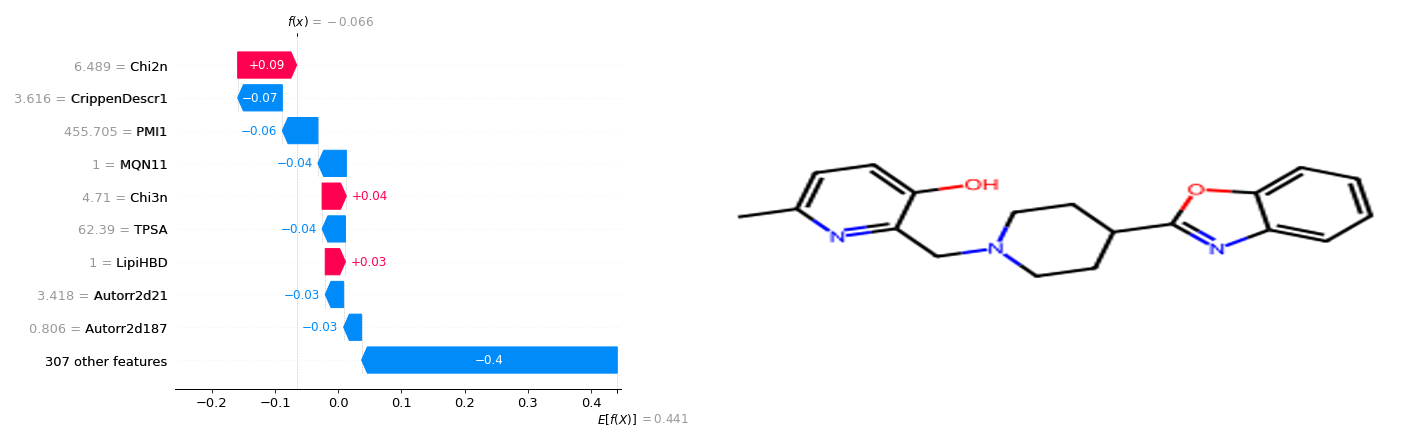 f(x) = −0.066
6.489 = Chi2n
+0.09
3.616 = CrippenDescr1
−0.07
455.705 = PMI1
−0.06
1 = MQN11
−0.04
4.71 = Chi3n
+0.04
62.39 = TPSA
−0.04
1 = LipiHBD
+0.03
3.418 = Autorr2d21
−0.03
0.806 = Autorr2d187
−0.03
307 other features
−0.4
−0.2 −0.1 0.0 0.1 0.2 0.3 0.4
E[f(X)] = 0.441
OH
N
N
O
N